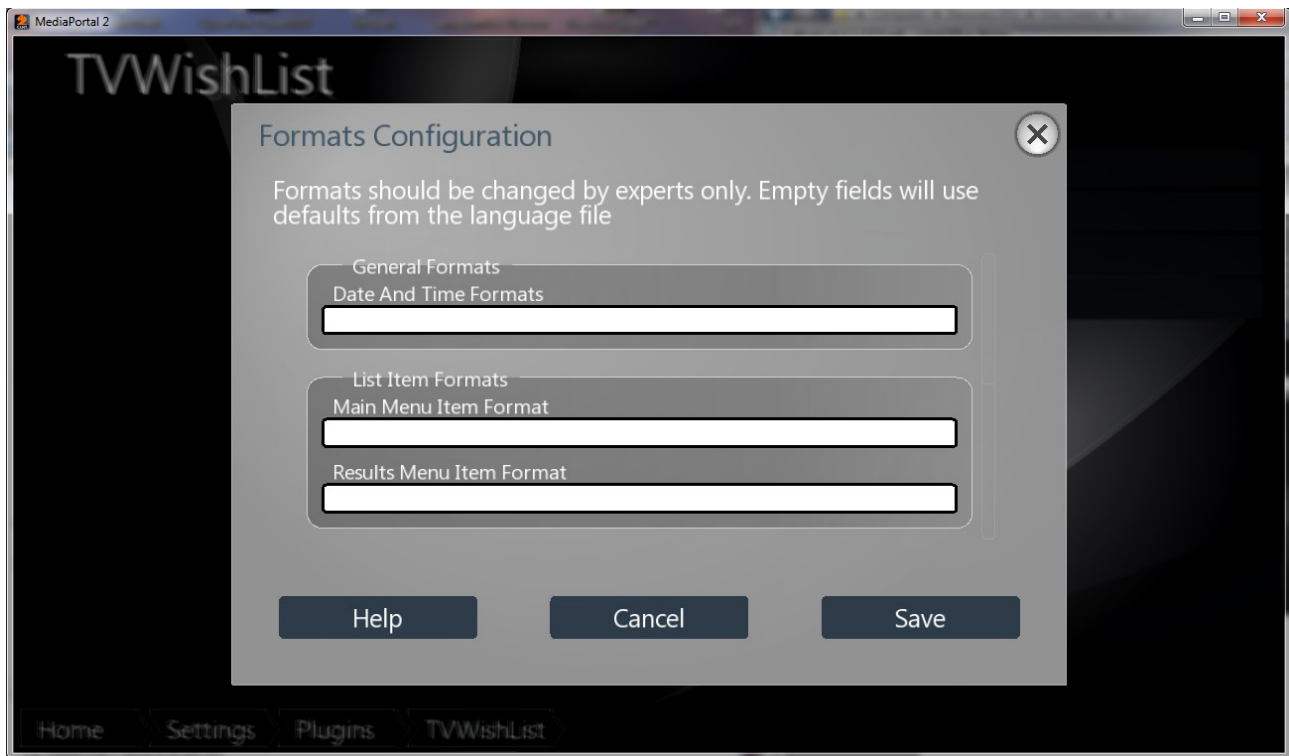 MediaPortal 2
TVWishList
Formats Configuration
Formats should be changed by experts only. Empty fields will use
defaults from the language file
General Formats
Date And Time Formats
List Item Formats
Main Menu Item Format
Results Menu Item Format
Help Cancel Save
Home Settings Plugins TVWishList